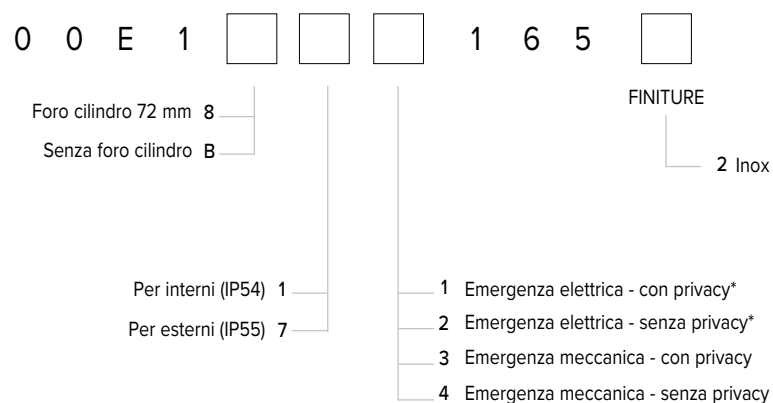 0 0 E 1 1 6 5
Foro cilindro 72 mm 8
FINITURE
Senza foro cilindro B
2 Inox
Per interni (IP54) 1
1 Emergenza elettrica - con privacy*
Per esterni (IP55) 7
2 Emergenza elettrica - senza privacy*
3 Emergenza meccanica - con privacy
4 Emergenza meccanica - senza privacy